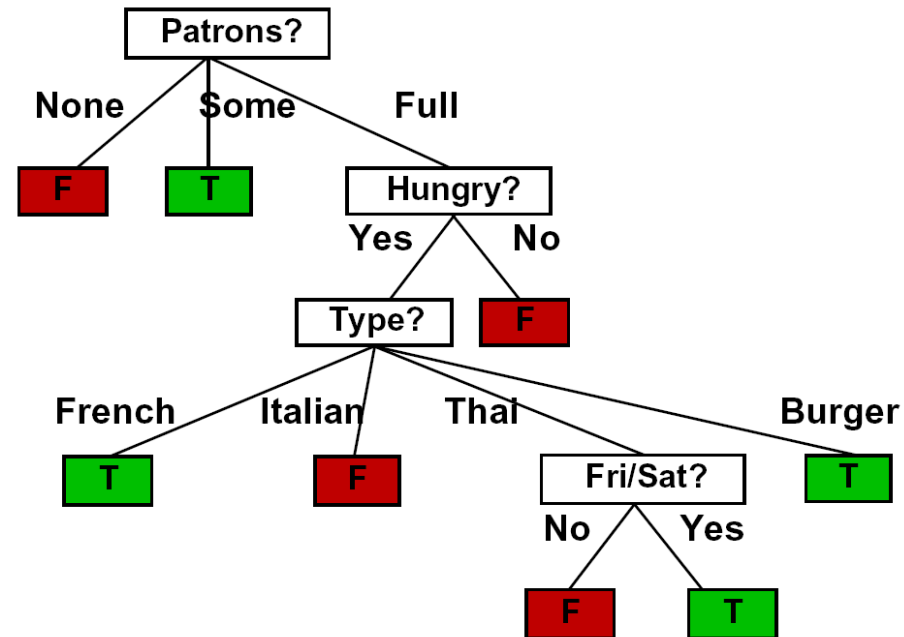 Patrons?
None Some Full
F T Hungry?
Yes No
Type? F
French Italian Thai Burger
T F Fri/Sat? T
No Yes
F T